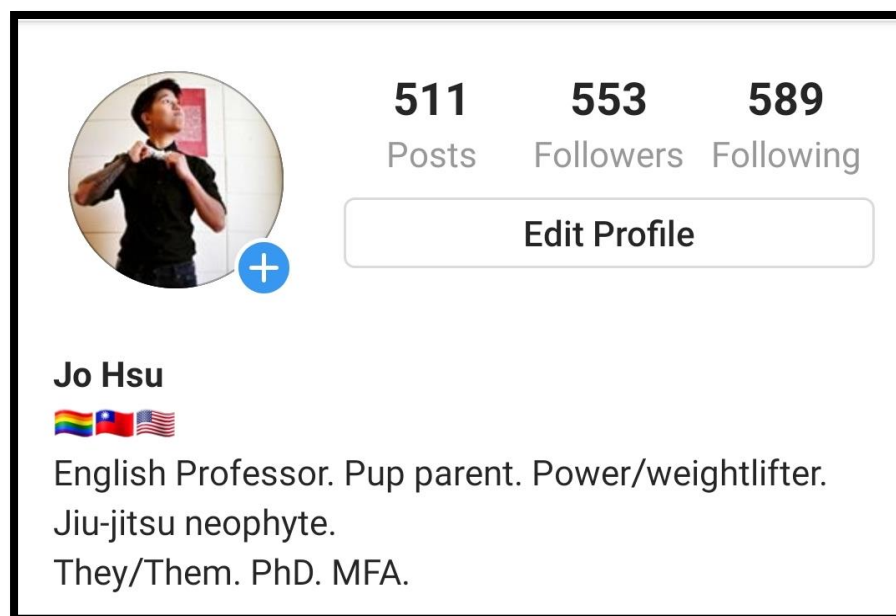 511 553 589
Posts Followers Following
Edit Profile
Jo Hsu
🏳️‍🌈🇹🇼🇺🇸
English Professor. Pup parent. Power/weightlifter.
Jiu-jitsu neophyte.
They/Them. PhD. MFA.